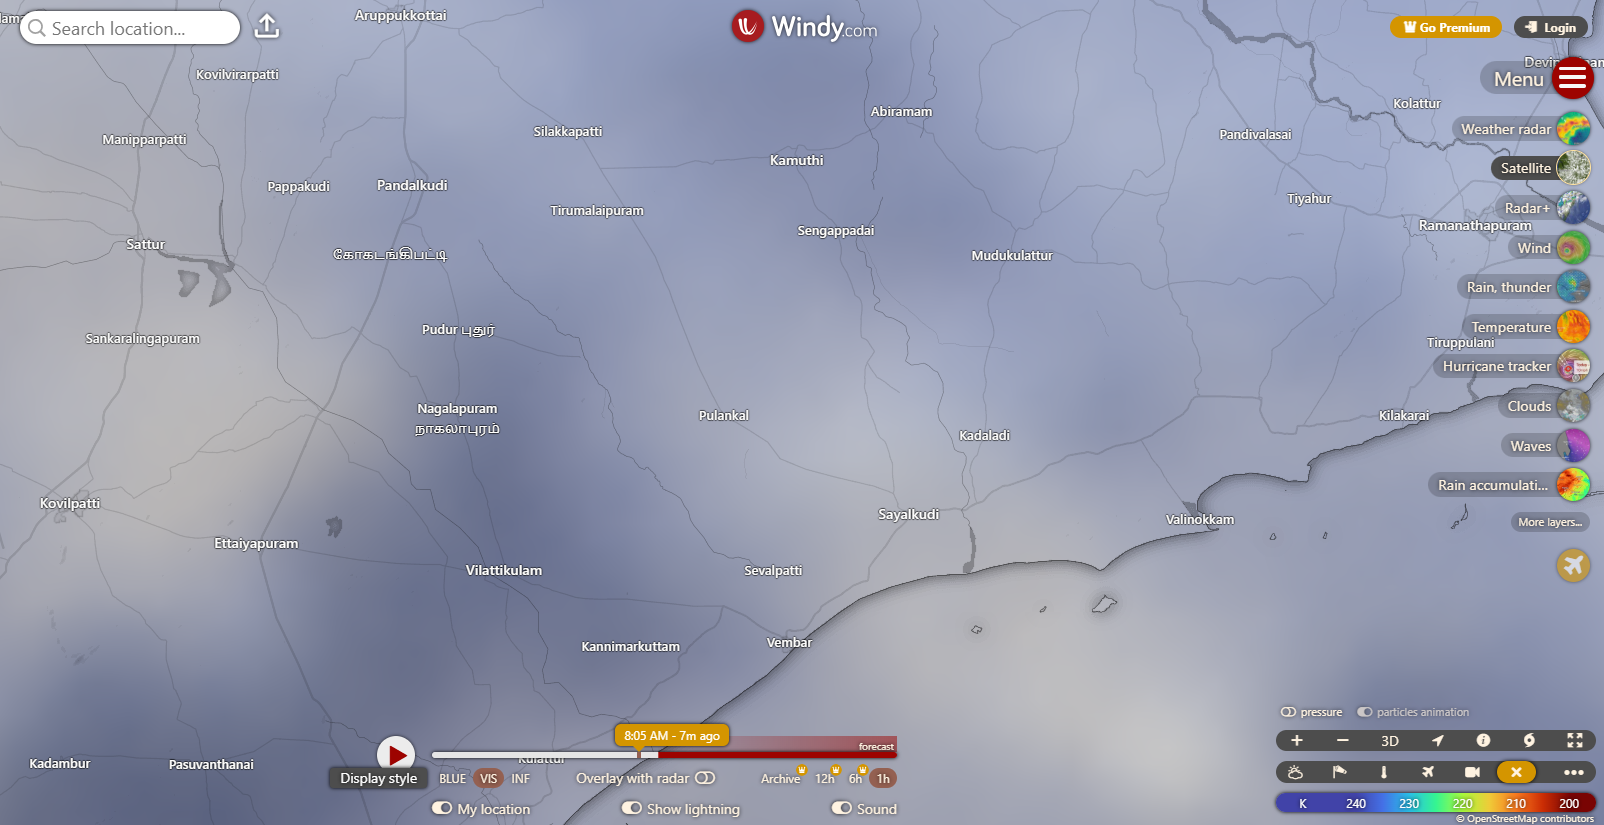 Aruppukkottai
Search location...
Windy.com
Go Premium
Login
Kovilvirarpatti
Menu
Kolattur
Abiramam
Weather radar
Silakkapatti
Pandivalasai
Manipparpatti
Kamuthi
Satellite
Pappakudi
Pandalkudi
Tiyahur
Tirumalaipuram
Radar+
Ramanathapuram
Sengappadai
Sattur
Wind
கோகடங்கிபட்டி
Mudukulattur
Rain, thunder
Pudur புதுர்
Temperature
Sankaralingapuram
Tiruppulani
Hurricane tracker
Nagalapuram
நாகலாபுரம்
Pulankal
Kilakarai
Clouds
Kadaladi
Waves
Rain accumulati...
Kovilpatti
Sayalkudi
Valinokkam
More layers...
Ettaiyapuram
Vilattikulam
Sevalpatti
Kannimarkuttam
Vembar
pressure
particles animation
8:05 AM - 7m ago
forecast
3D
Kadambur
Pasuvanthanai
Kulattur
Display style
BLUE VIS INF
Overlay with radar
Archive 12h 6h 1h
My location
Show lightning
Sound
K 240 230 220 210 200
© OpenStreetMap contributors